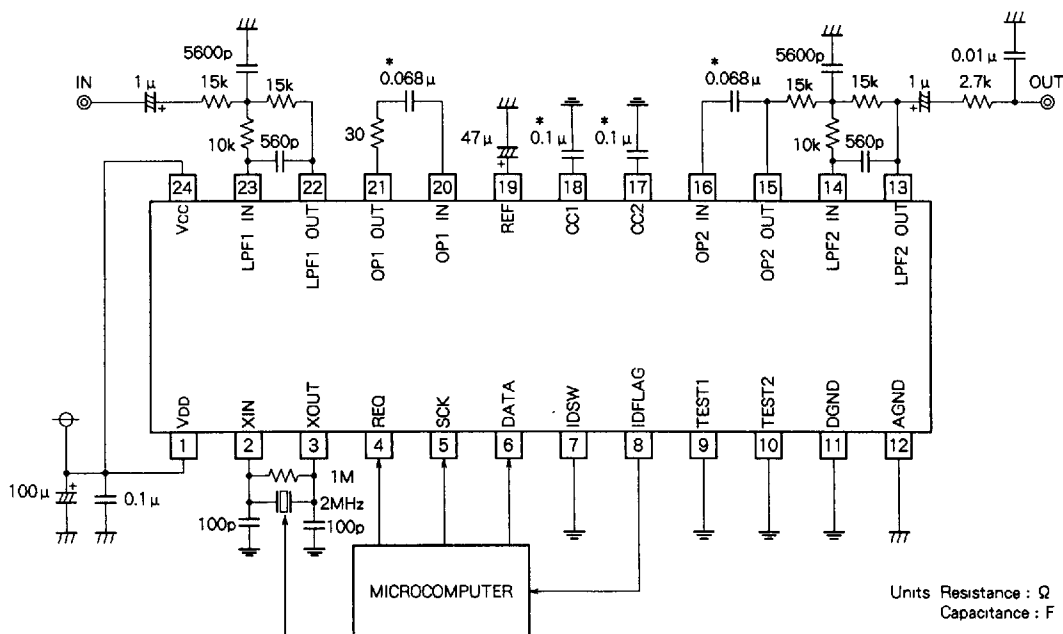 5600p
5600p
IN
1μ
15k
15k
* 0.068μ
* 0.068μ
15k
15k
1μ
0.01μ
2.7k
OUT
10k
560p
30
47μ
+
* 0.1μ
* 0.1μ
10k
560p
+
+
24 23 22 21 20 19 18 17 16 15 14 13
VCC
LPF1 IN
LPF1 OUT
OP1 OUT
OP1 IN
REF
CC1
CC2
OP2 IN
OP2 OUT
LPF2 IN
LPF2 OUT
VDD
XIN
XOUT
REQ
SCK
DATA
IDSW
IDFLAG
TEST1
TEST2
DGND
AGND
1 2 3 4 5 6 7 8 9 10 11 12
100μ
+
0.1μ
1M
2MHz
100p
100p
MICROCOMPUTER
Units Resistance : Ω
Capacitance : F